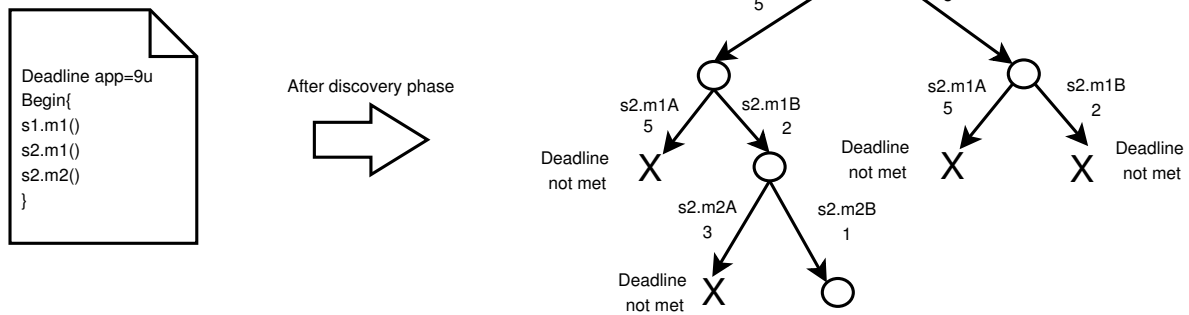 5
Deadline app=9u
Begin{
s1.m1()
s2.m1()
s2.m2()
}
After discovery phase
s2.m1A
5
s2.m1B
2
s2.m1A
5
s2.m1B
2
Deadline
not met
X
Deadline
not met
X
X
Deadline
not met
s2.m2A
3
s2.m2B
1
Deadline
not met
X